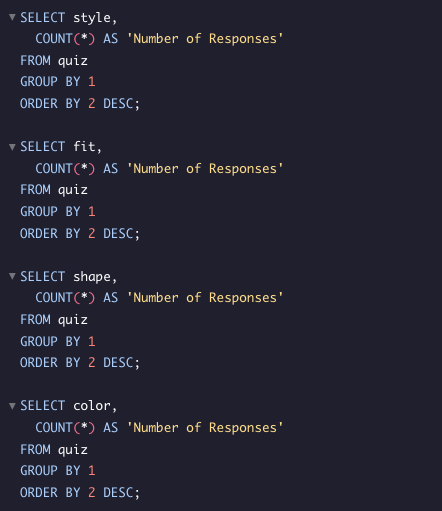 SELECT style,
COUNT(*) AS 'Number of Responses'
FROM quiz
GROUP BY 1
ORDER BY 2 DESC;
SELECT fit,
COUNT(*) AS 'Number of Responses'
FROM quiz
GROUP BY 1
ORDER BY 2 DESC;
SELECT shape,
COUNT(*) AS 'Number of Responses'
FROM quiz
GROUP BY 1
ORDER BY 2 DESC;
SELECT color,
COUNT(*) AS 'Number of Responses'
FROM quiz
GROUP BY 1
ORDER BY 2 DESC;